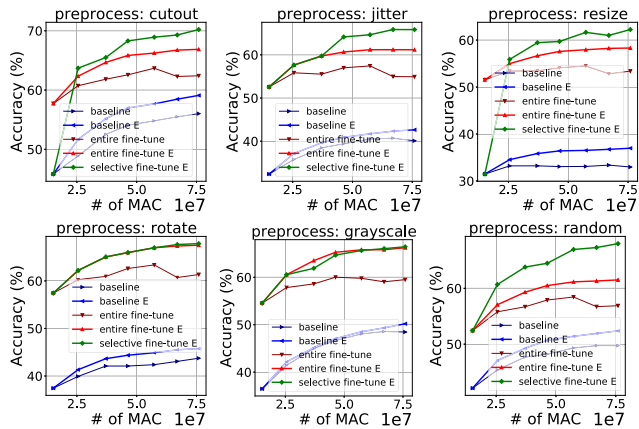 preprocess: cutout
preprocess: jitter
preprocess: resize
Accuracy (%)
70
60
50
baseline
baseline E
entire fine-tune
entire fine-tune E
selective fine-tune E
2.5
5.0
7.5
# of MAC
1e7
Accuracy (%)
60
40
baseline
baseline E
entire fine-tune
entire fine-tune E
selective fine-tune E
2.5
5.0
7.5
# of MAC
1e7
Accuracy (%)
60
50
40
30
baseline
baseline E
entire fine-tune
entire fine-tune E
selective fine-tune E
2.5
5.0
7.5
# of MAC
1e7
preprocess: rotate
preprocess: grayscale
preprocess: random
Accuracy (%)
60
50
40
baseline
baseline E
entire fine-tune
entire fine-tune E
selective fine-tune E
2.5
5.0
7.5
# of MAC
1e7
Accuracy (%)
60
50
40
baseline
baseline E
entire fine-tune
entire fine-tune E
selective fine-tune E
2.5
5.0
7.5
# of MAC
1e7
Accuracy (%)
60
50
baseline
baseline E
entire fine-tune
entire fine-tune E
selective fine-tune E
2.5
5.0
7.5
# of MAC
1e7